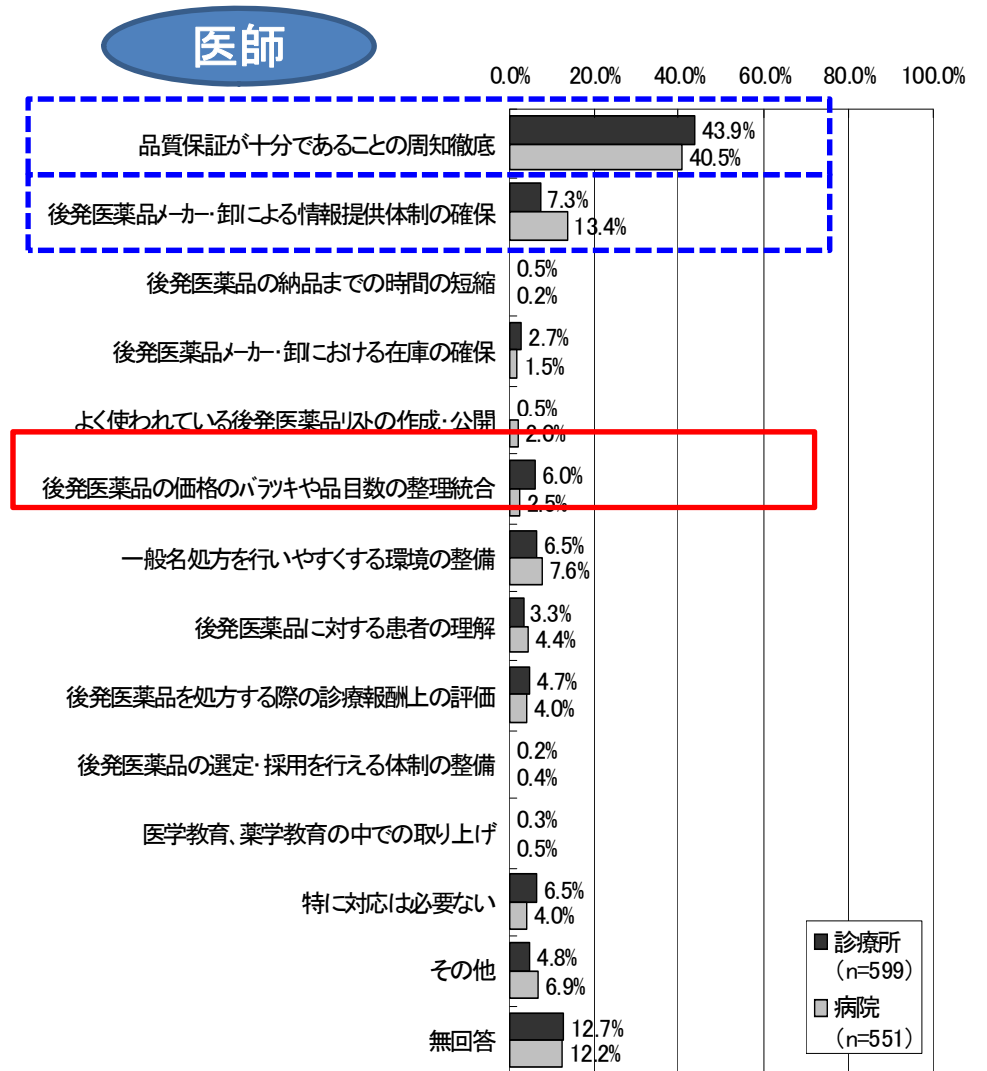 医師
0.0% 20.0% 40.0% 60.0% 80.0% 100.0%
品質保証が十分であることの周知徹底 43.9%
40.5%
後発医薬品メーカー・卸による情報提供体制の確保 7.3%
13.4%
後発医薬品の納品までの時間の短縮 0.5%
0.2%
後発医薬品メーカー・卸における在庫の確保 2.7%
1.5%
よく使われている後発医薬品リストの作成・公開 0.5%
2.0%
後発医薬品の価格のバラツキや品目数の整理統合 6.0%
2.5%
一般名処方を行いやすくする環境の整備 6.5%
7.6%
後発医薬品に対する患者の理解 3.3%
4.4%
後発医薬品を処方する際の診療報酬上の評価 4.7%
4.0%
後発医薬品の選定・採用を行える体制の整備 0.2%
0.4%
医学教育、薬学教育の中での取り上げ 0.3%
0.5%
特に対応は必要ない 6.5%
4.0%
その他 4.8%
6.9%
無回答 12.7%
12.2%
診療所
(n=599)
病院
(n=551)